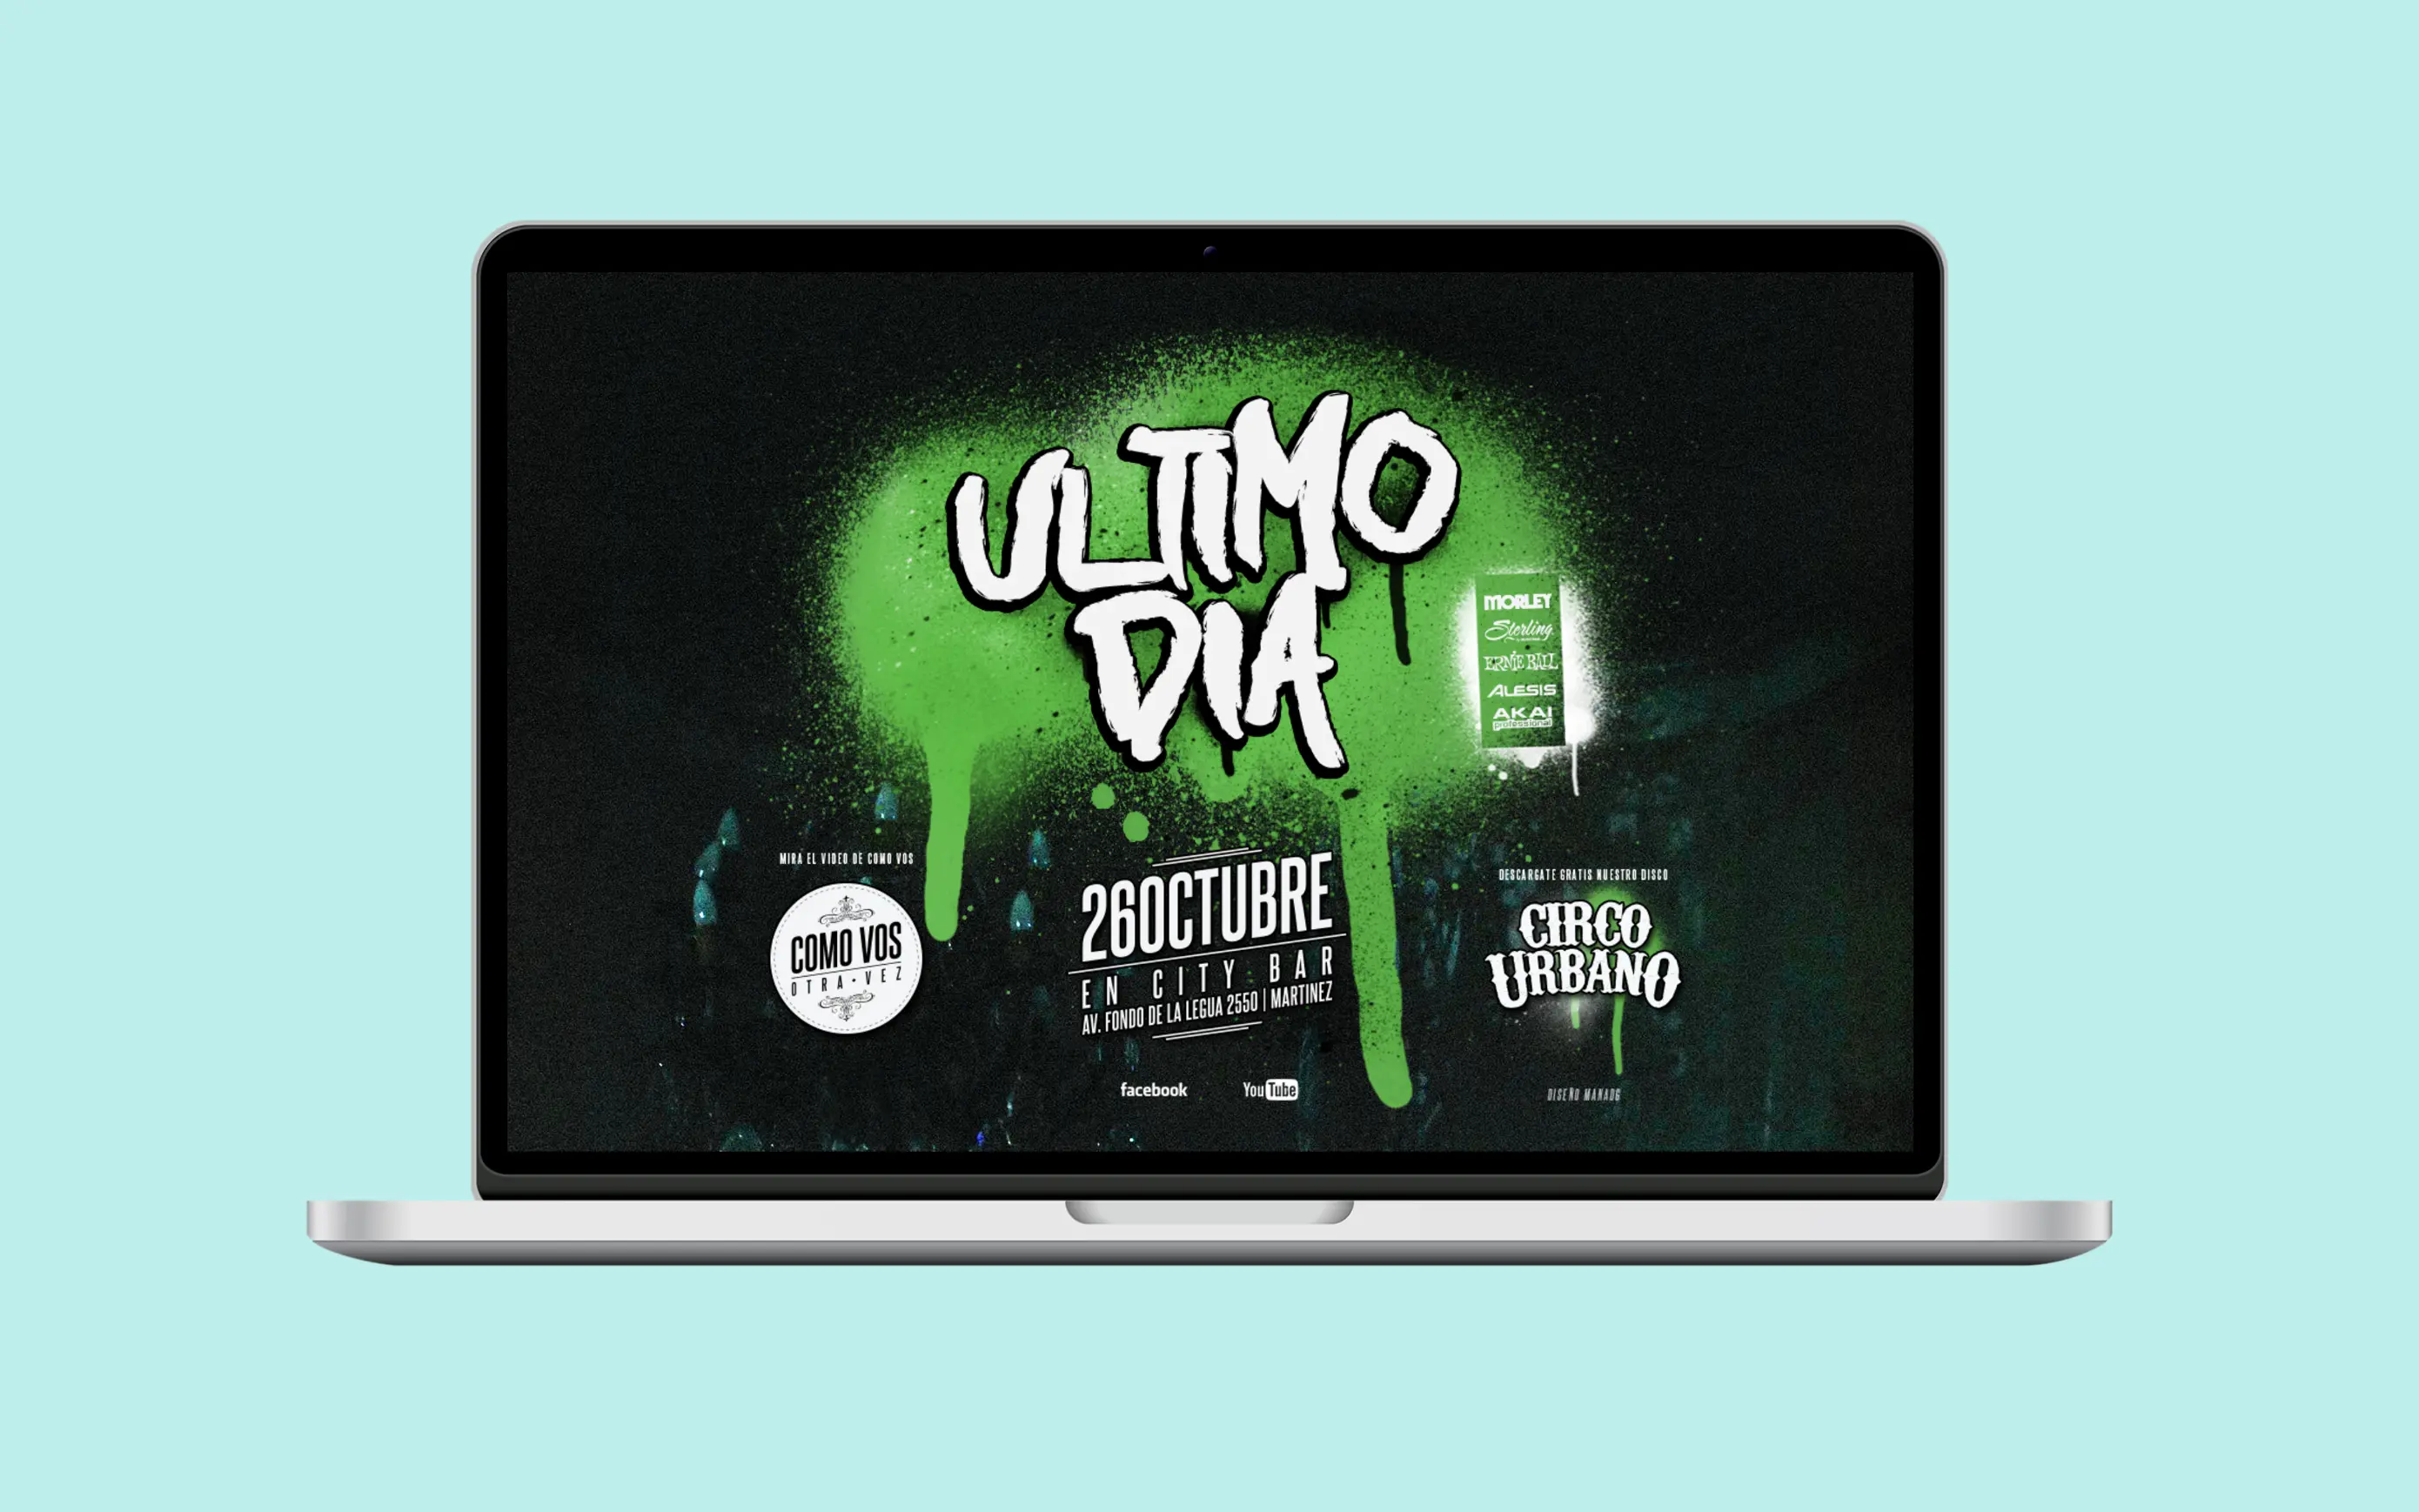 ULTIMO
DIA
MORLEY
Sterling
ERNIE BALL
ALESIS
AKAI
professional
MIRA EL VIDEO DE COMO VOS
COMO VOS
OTRA • VEZ
26OCTUBRE
EN CITY BAR
AV. FONDO DE LA LEGUA 2550 | MARTINEZ
DESCARGATE GRATIS NUESTRO DISCO
CIRCO
URBANO
facebook
YouTube
DISEÑO MANADG